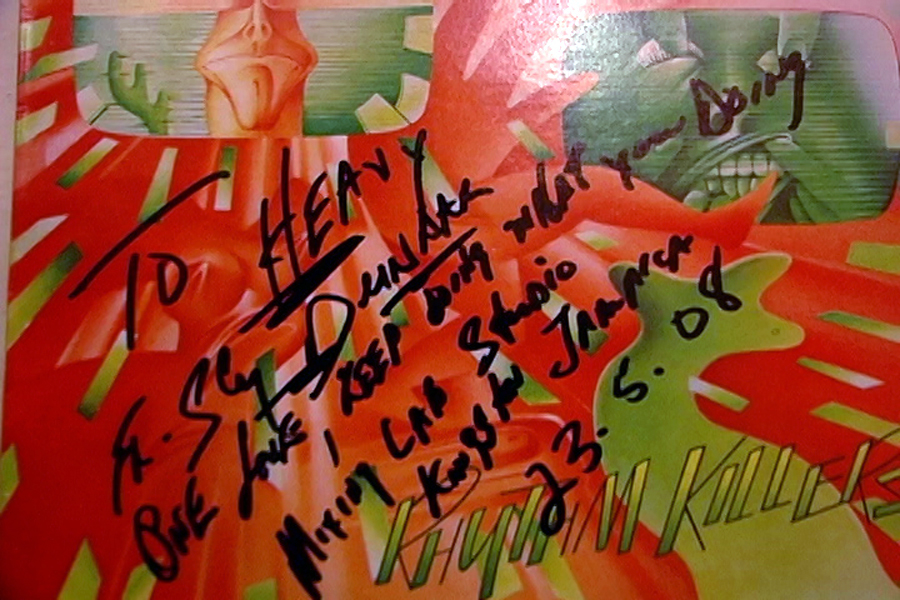 To HEAVY
Fr. Sly DUNBAR
ONE LOVE KEEP DOING WHAT YOUR DOING
MIXING LAB STUDIO
KINGSTON JAMAICA
23.5.08
RHYTHM KILLERS